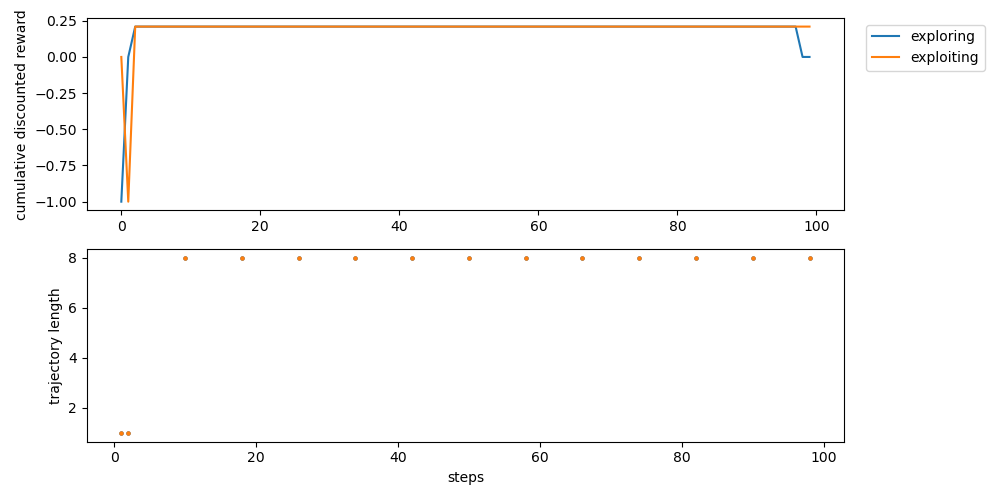 cumulative discounted reward
0.25
0.00
−0.25
−0.50
−0.75
−1.00
0 20 40 60 80 100
exploring
exploiting
trajectory length
8
6
4
2
0 20 40 60 80 100
steps